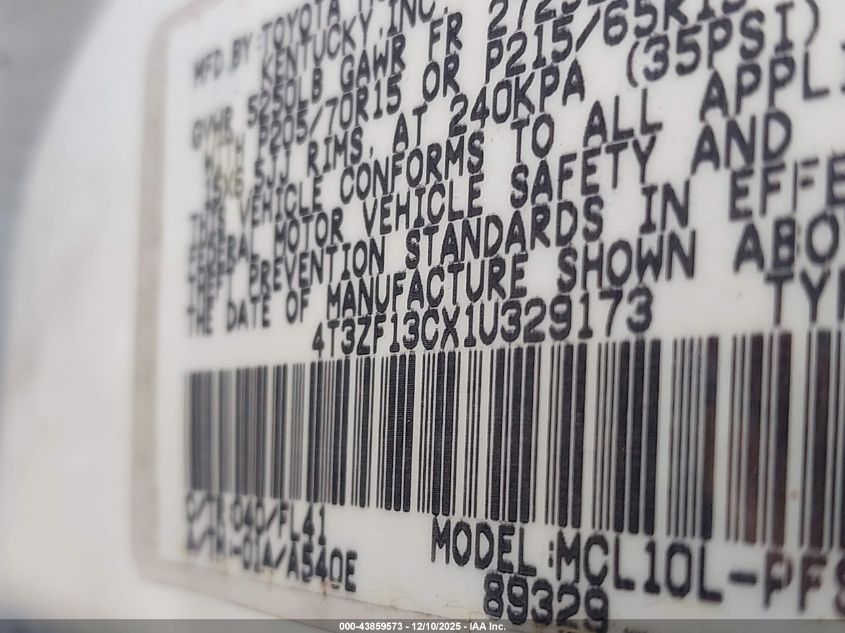 MFD.BY:TOYOTA
KENTUCKY,INC.
GVWR 5250LB GAWR FR
WITH P205/70R15 OR P215/65R15
15X6.5JJ RIMS, AT 240KPA (35PSI)
THIS VEHICLE CONFORMS TO ALL APPL
FEDERAL MOTOR VEHICLE SAFETY AND
THEFT PREVENTION STANDARDS IN EFFE
THE DATE OF MANUFACTURE SHOWN ABO
4T3ZF13CX1U329173 TYP
C/TR:040/FL41
A/TM:-01A/A540E
MODEL:MCL10L-PFS
89329
000-43859573 – 12/10/2025 – IAA Inc.